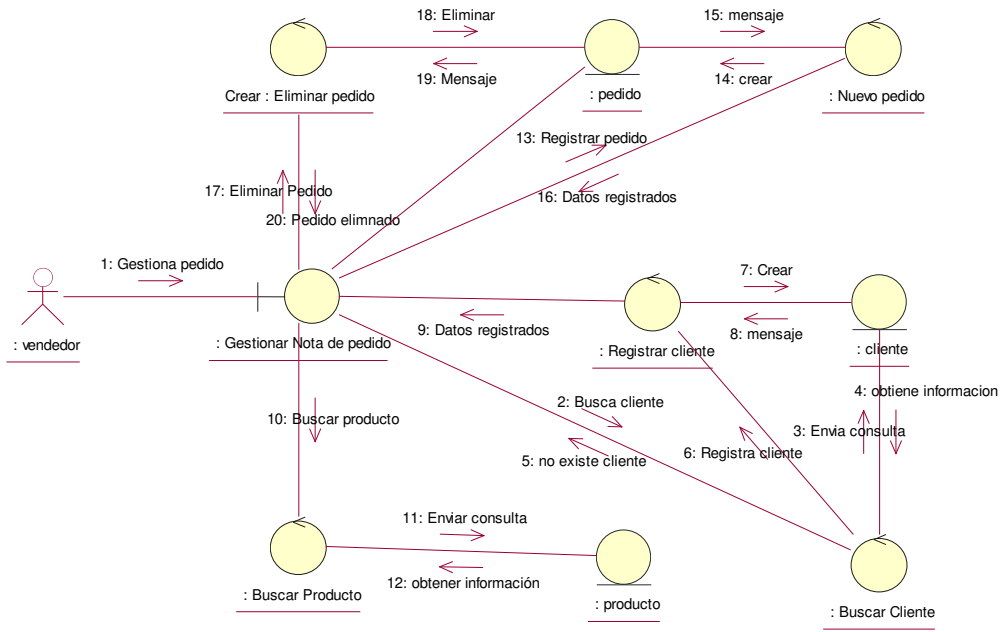 18: Eliminar
15: mensaje
19: Mensaje
14: crear
Crear : Eliminar pedido
: pedido
: Nuevo pedido
13: Registrar pedido
17: Eliminar Pedido
16: Datos registrados
20: Pedido elimnado
1: Gestiona pedido
7: Crear
9: Datos registrados
8: mensaje
: vendedor
: Gestionar Nota de pedido
: Registrar cliente
: cliente
4: obtiene informacion
2: Busca cliente
10: Buscar producto
3: Envia consulta
5: no existe cliente
6: Registra cliente
11: Enviar consulta
12: obtener información
: Buscar Producto
: producto
: Buscar Cliente